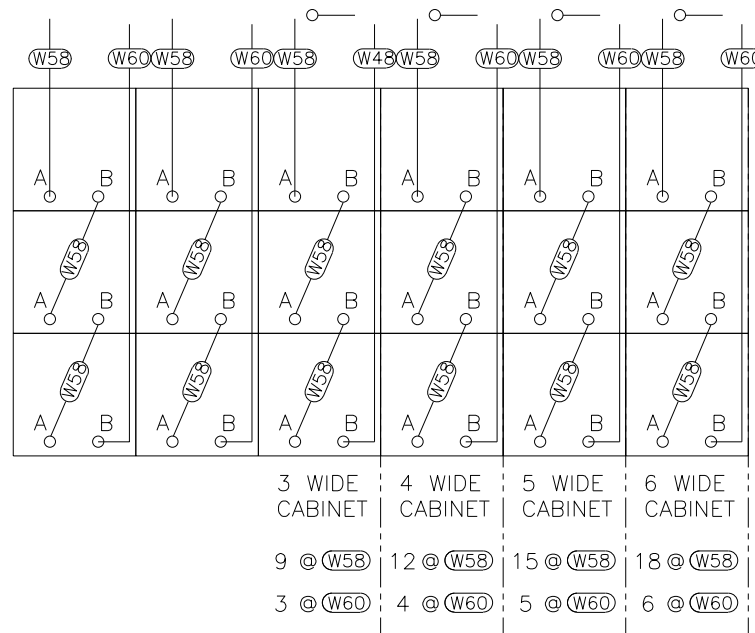 W58 W60 W58 W60 W58 W48 W58 W60 W58 W60 W58 W60
A B A B A B A B A B A B
W58 W58 W58 W58 W58 W58
A B A B A B A B A B A B
W58 W58 W58 W58 W58 W58
A B A B A B A B A B A B
3 WIDE CABINET
4 WIDE CABINET
5 WIDE CABINET
6 WIDE CABINET
9 @ W58 12 @ W58 15 @ W58 18 @ W58
3 @ W60 4 @ W60 5 @ W60 6 @ W60